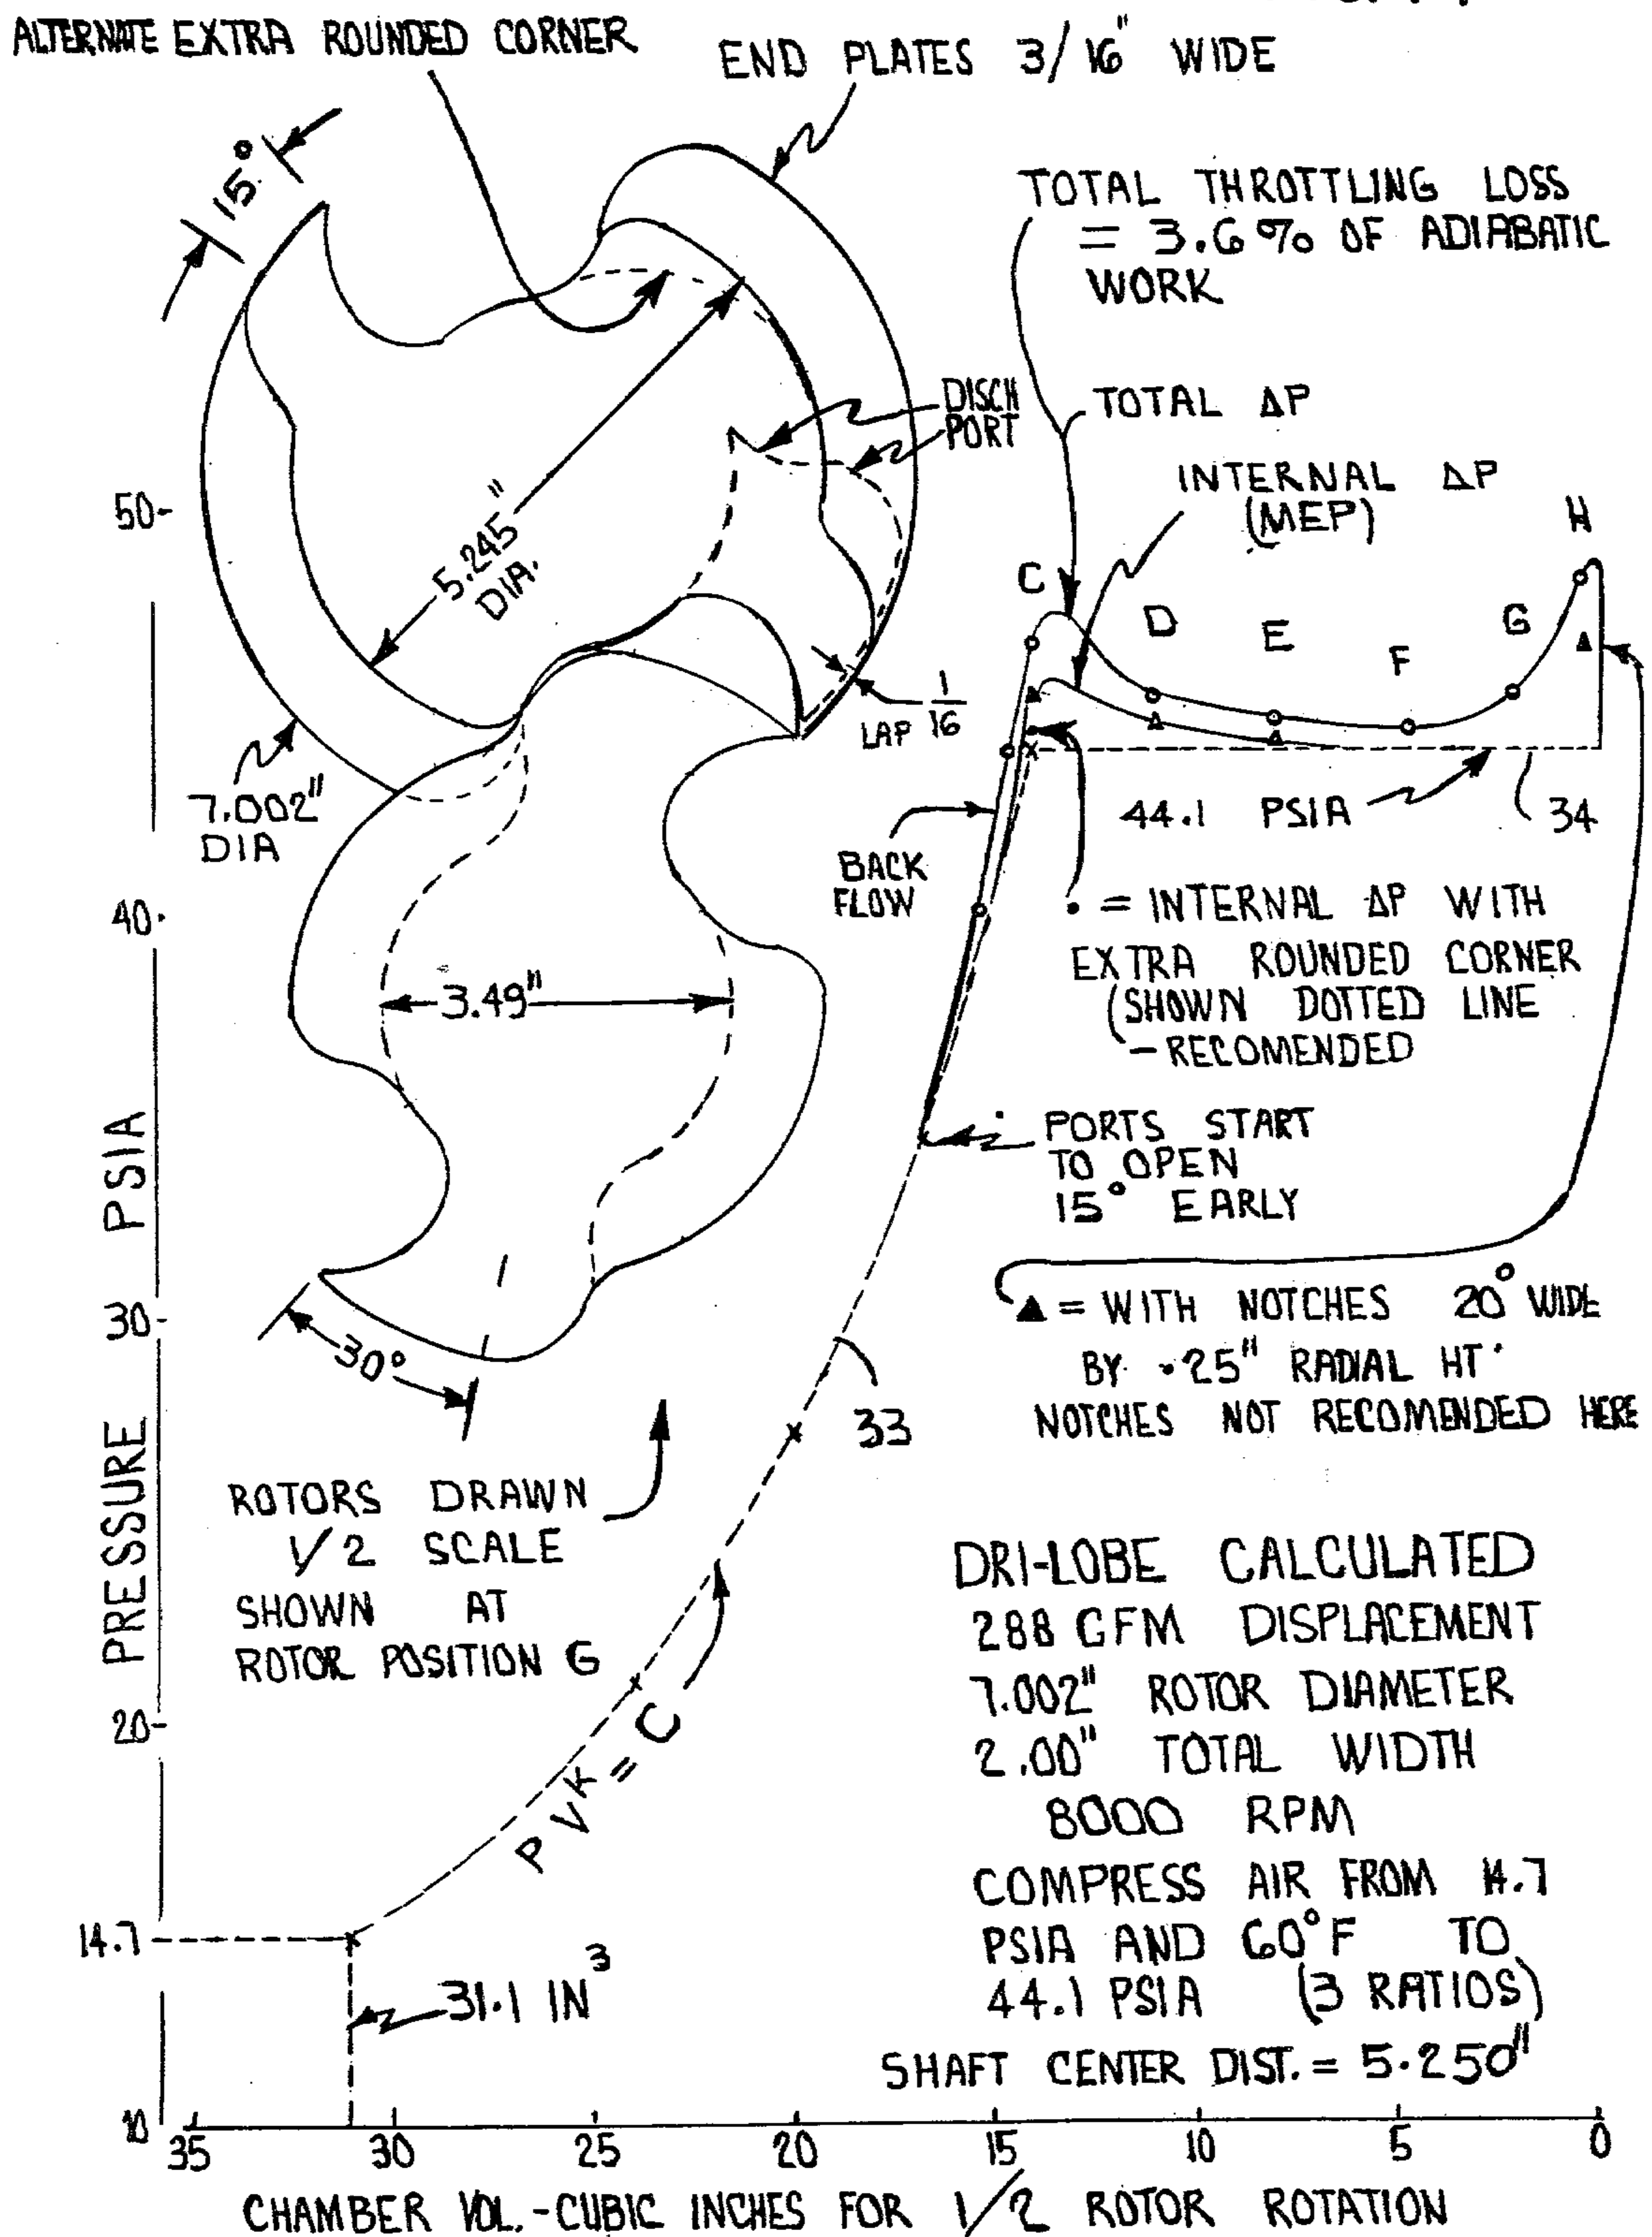 ALTERNATE EXTRA ROUNDED CORNER
END PLATES 3/16" WIDE
15°
TOTAL THROTTLING LOSS
= 3.6% OF ADIABATIC
WORK
DISCH
PORT
TOTAL ΔP
INTERNAL ΔP
(MEP)
5.245"
DIA.
C
D
E
F
G
H
LAP 1/16
7.002"
DIA
44.1 PSIA
34
BACK
FLOW
• = INTERNAL ΔP WITH
EXTRA ROUNDED CORNER
(SHOWN DOTTED LINE
- RECOMENDED
3.49"
PORTS START
TO OPEN
15° EARLY
30°
▲ = WITH NOTCHES 20° WIDE
BY .25" RADIAL HT.
NOTCHES NOT RECOMENDED HERE
33
ROTORS DRAWN
1/2 SCALE
SHOWN AT
ROTOR POSITION G
PV^K = C
DRI-LOBE CALCULATED
288 CFM DISPLACEMENT
7.002" ROTOR DIAMETER
2.00" TOTAL WIDTH
8000 RPM
COMPRESS AIR FROM 14.7
PSIA AND 60°F TO
44.1 PSIA (3 RATIOS)
SHAFT CENTER DIST. = 5.250"
31.1 IN³
PRESSURE PSIA
50
40
30
20
14.7
10
35 30 25 20 15 10 5 0
CHAMBER VOL.-CUBIC INCHES FOR 1/2 ROTOR ROTATION